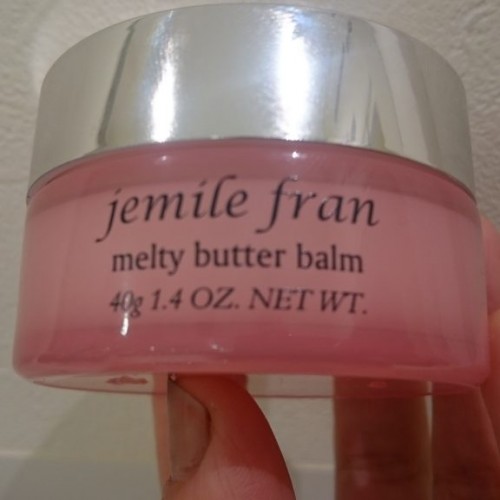 jemile fran
melty butter balm
40g 1.4 OZ. NET WT.